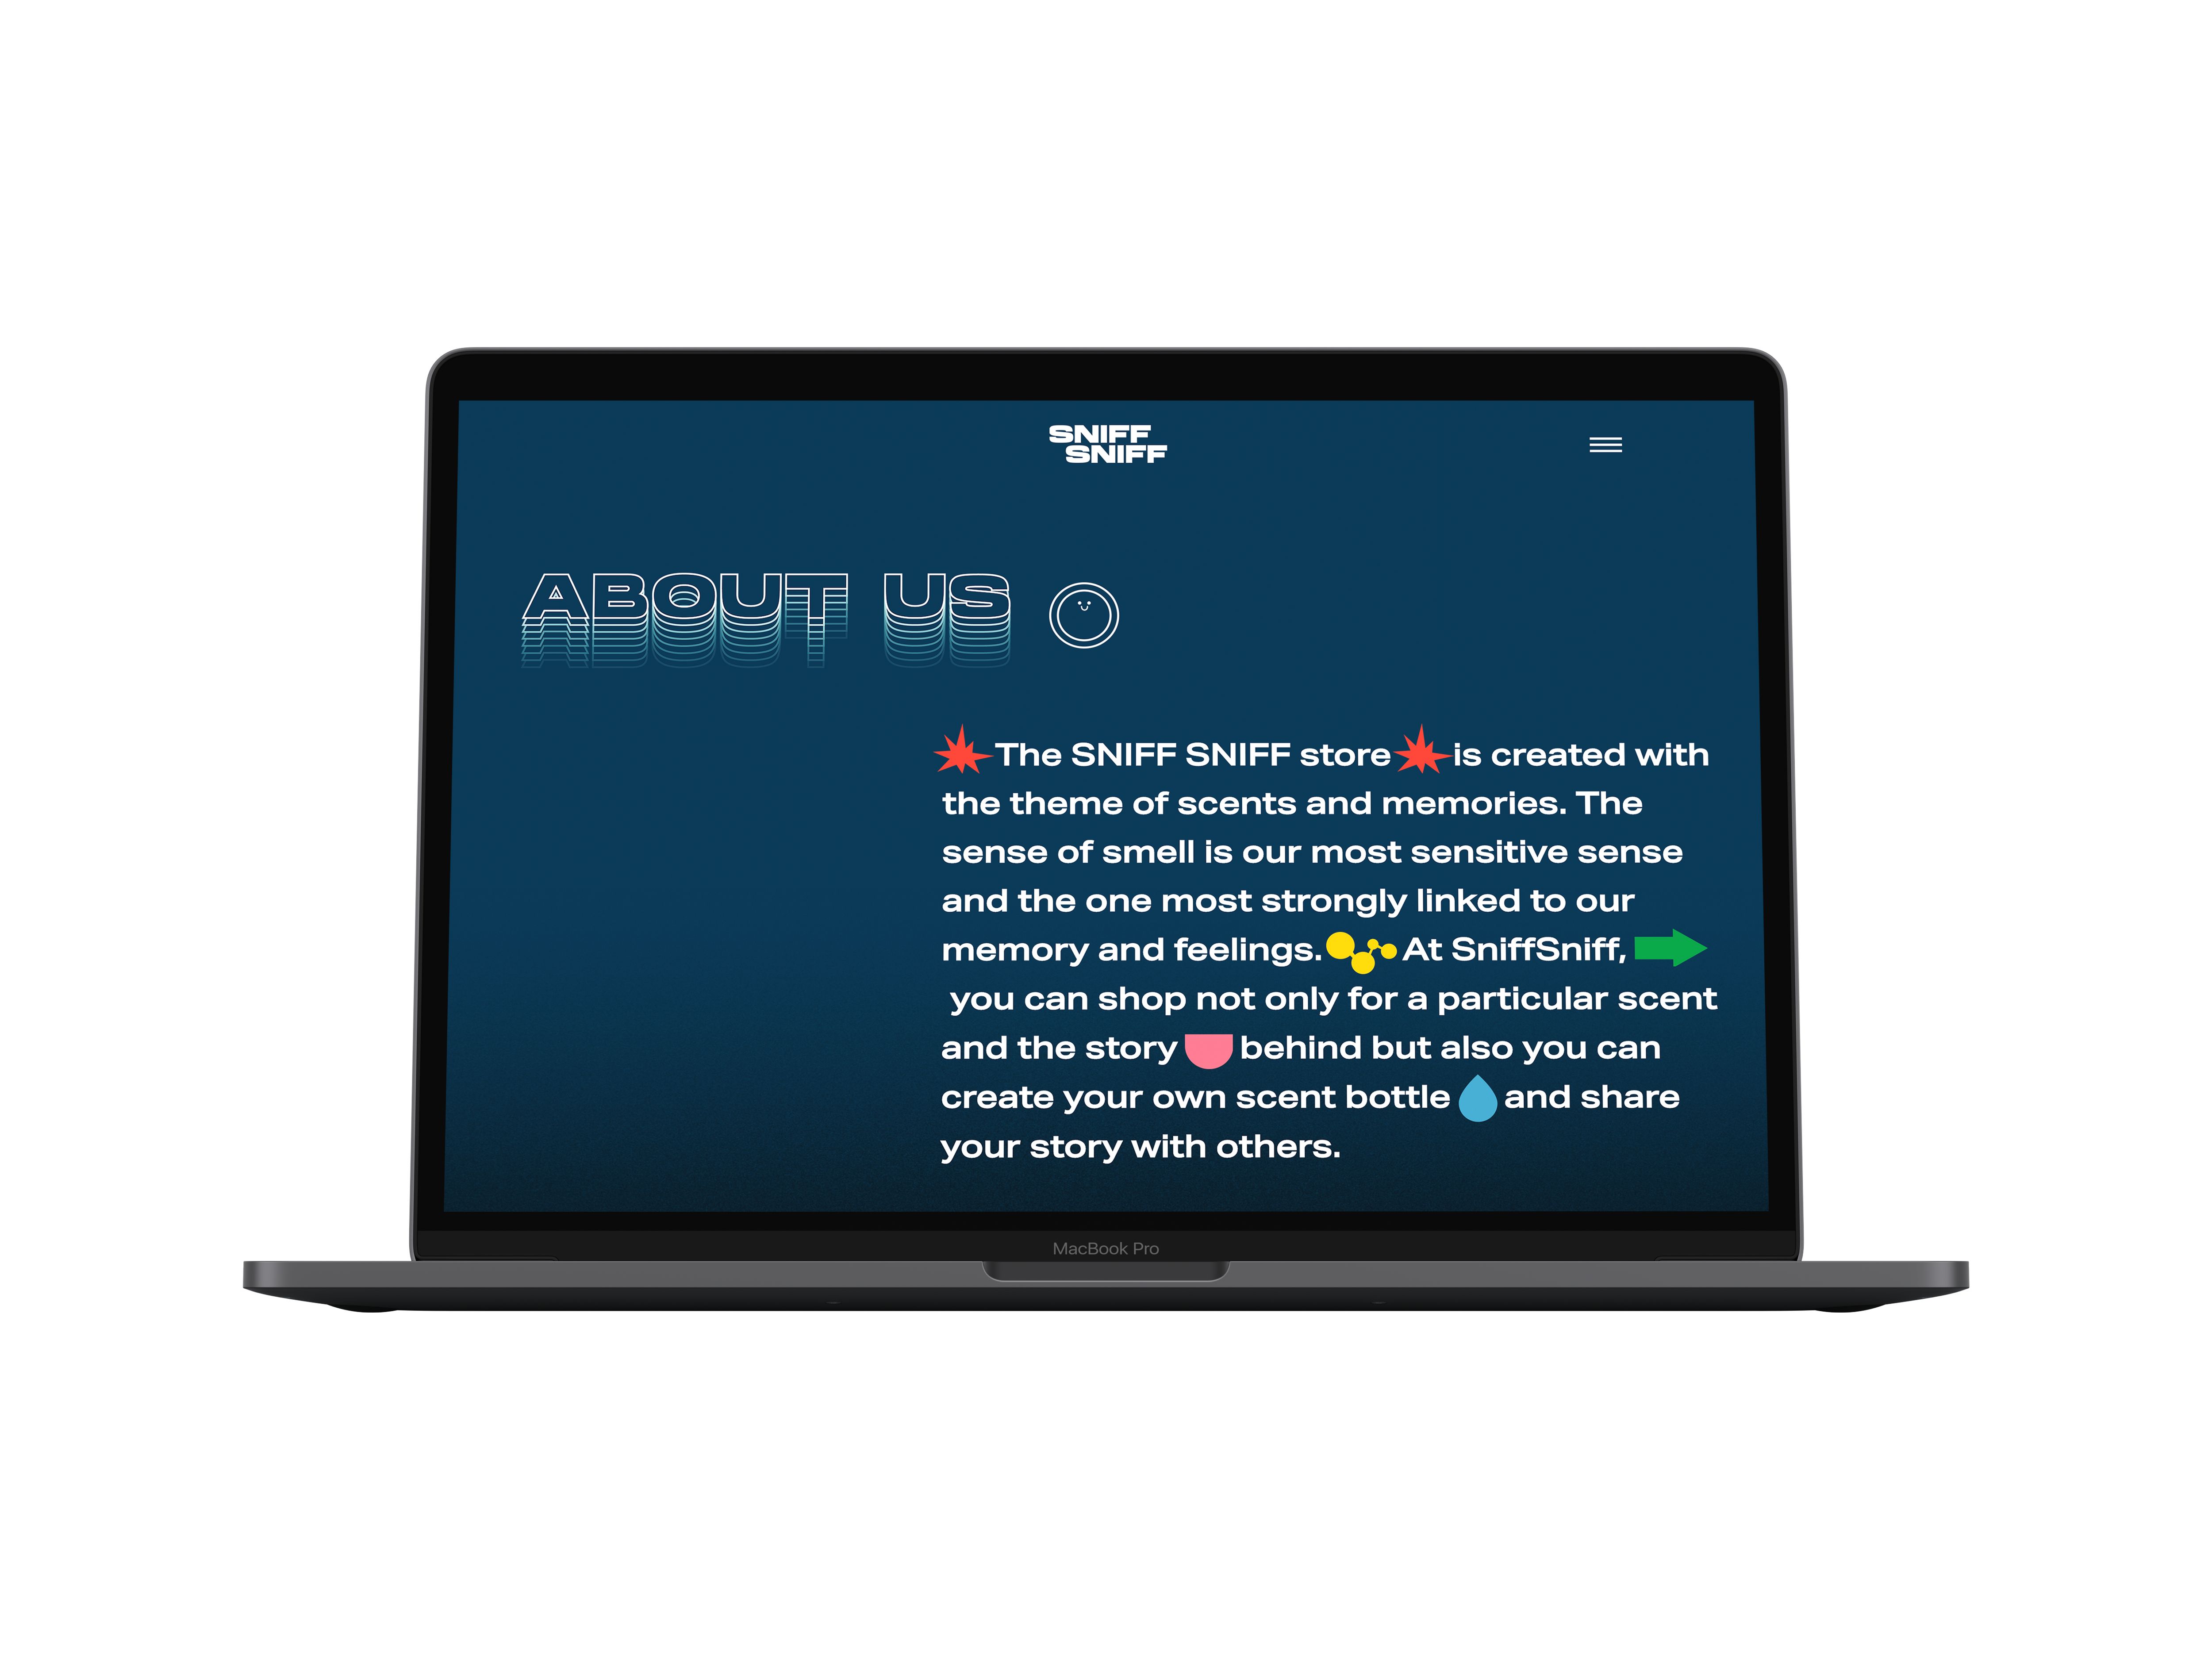 SNIFF
SNIFF
ABOUT US
The SNIFF SNIFF store is created with
the theme of scents and memories. The
sense of smell is our most sensitive sense
and the one most strongly linked to our
memory and feelings. At SniffSniff,
you can shop not only for a particular scent
and the story behind but also you can
create your own scent bottle and share
your story with others.
MacBook Pro